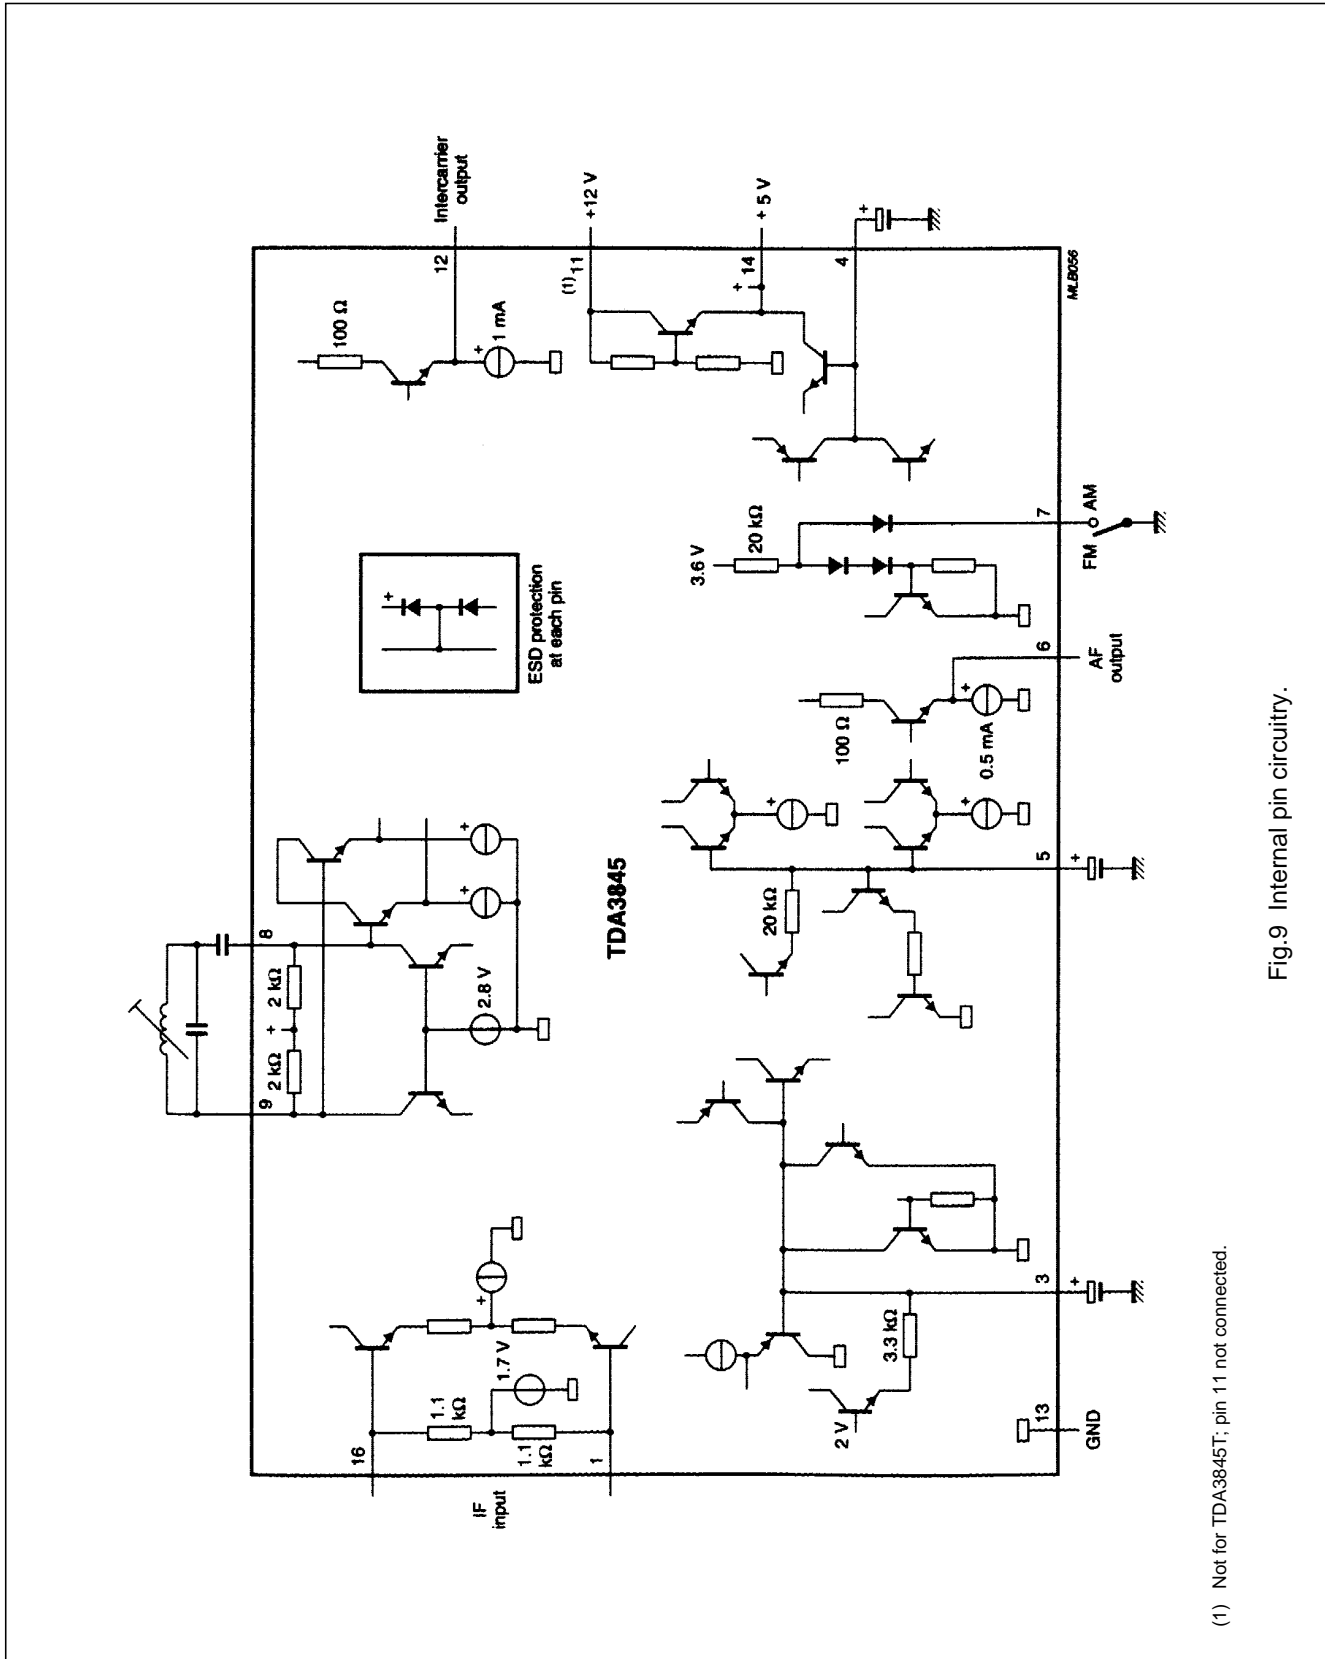 IF
input
16
1
1.1
kΩ
1.1
kΩ
1.7 V
9
2 kΩ
+
2 kΩ
8
2.8 V
+
+
+
ESD protection
at each pin
+
100 Ω
12
Intercarrier
output
+
1 mA
(1)
11
+12 V
+
14
+ 5 V
4
+
TDA3845
GND
13
2 V
3.3 kΩ
3
+
20 kΩ
5
+
+
+
100 Ω
0.5 mA
+
6
AF
output
3.6 V
20 kΩ
7
FM
AM
MLB056
(1) Not for TDA3845T; pin 11 not connected.
Fig.9 Internal pin circuitry.